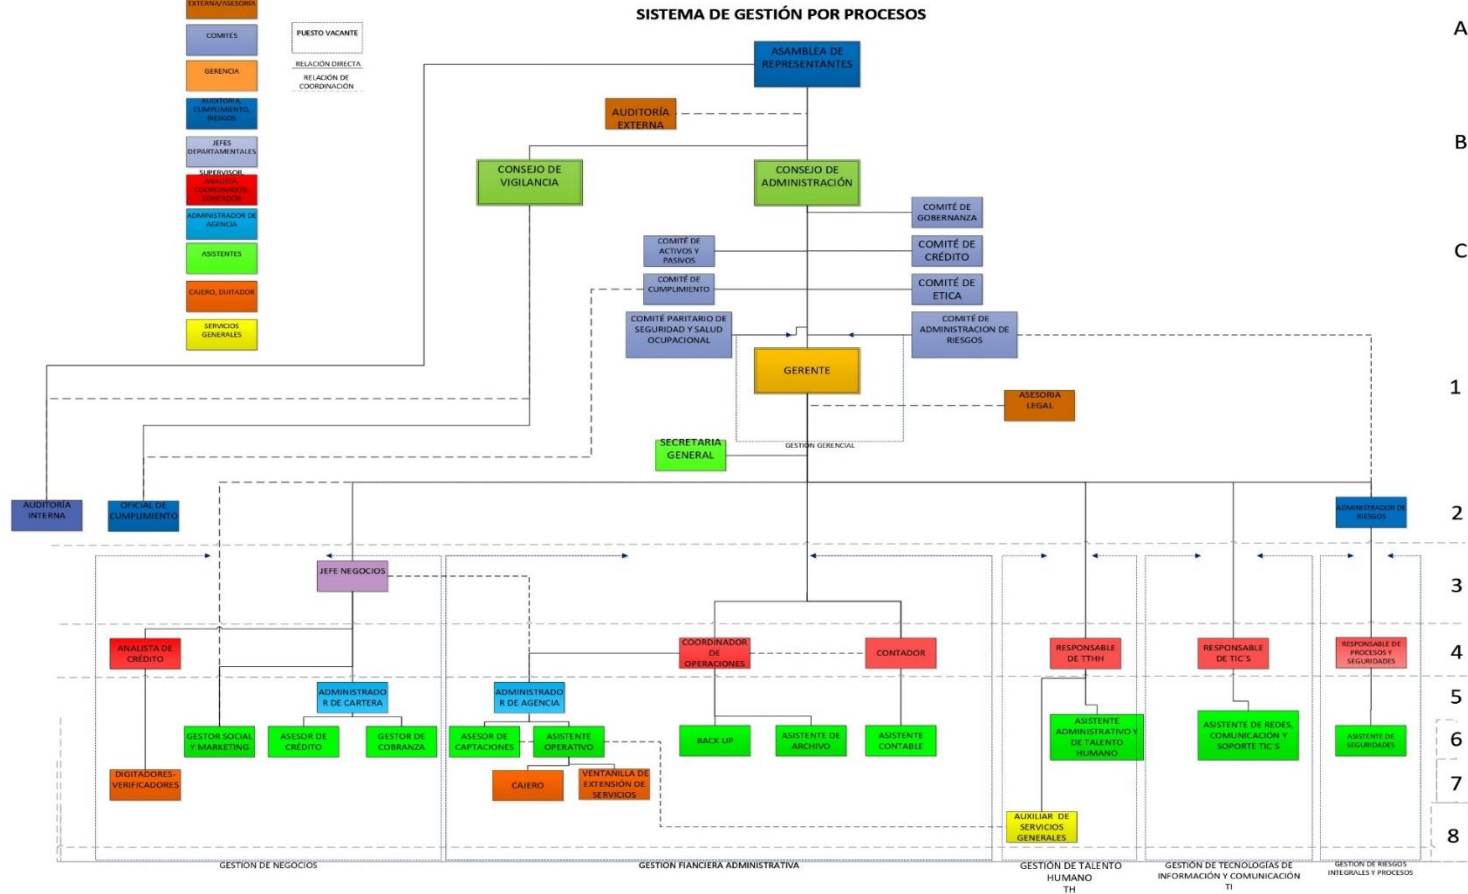 SISTEMA DE GESTIÓN POR PROCESOS
EXTERNA/ASESORIA
COMITÉS
GERENCIA
AUDITORIA,
CUMPLIMIENTO,
RIESGOS
JEFES
DEPARTAMENTALES
SUPERVISOR,
ANALISTA,
COORDINADOR,
CONTADOR
ADMINISTRADOR DE
AGENCIA
ASISTENTES
CAJERO, DIJITADOR
SERVICIOS
GENERALES
PUESTO VACANTE
RELACIÓN DIRECTA
RELACIÓN DE
COORDINACIÓN
A
B
C
1
2
3
4
5
6
7
8
ASAMBLEA DE
REPRESENTANTES
AUDITORÍA
EXTERNA
CONSEJO DE
VIGILANCIA
CONSEJO DE
ADMINISTRACIÓN
COMITÉ DE
GOBERNANZA
COMITÉ DE
ACTIVOS Y
PASIVOS
COMITÉ DE
CRÉDITO
COMITÉ DE
CUMPLIMIENTO
COMITÉ DE
ETICA
COMITÉ PARITARIO DE
SEGURIDAD Y SALUD
OCUPACIONAL
COMITÉ DE
ADMINISTRACION DE
RIESGOS
GERENTE
ASESORIA
LEGAL
GESTIÓN GERENCIAL
SECRETARIA
GENERAL
AUDITORÍA
INTERNA
OFICIAL DE
CUMPLIMIENTO
ADMINISTRADOR DE
RIESGOS
JEFE NEGOCIOS
ANALISTA DE
CRÉDITO
COORDINADOR
DE
OPERACIONES
CONTADOR
RESPONSABLE
DE TTHH
RESPONSABLE
DE TIC´S
RESPONSABLE DE
PROCESOS Y
SEGURIDADES
ADMINISTRADO
R DE CARTERA
ADMINISTRADO
R DE AGENCIA
GESTOR SOCIAL
Y MARKETING
ASESOR DE
CRÉDITO
GESTOR DE
COBRANZA
ASESOR DE
CAPTACIONES
ASISTENTE
OPERATIVO
BACK UP
ASISTENTE DE
ARCHIVO
ASISTENTE
CONTABLE
ASISTENTE
ADMINISTRATIVO Y
DE TALENTO
HUMANO
ASISTENTE DE REDES,
COMUNICACIÓN Y
SOPORTE TIC´S
ASISTENTE DE
SEGURIDADES
DIGITADORES-
VERIFICADORES
CAJERO
VENTANILLA DE
EXTENSIÓN DE
SERVICIOS
AUXILIAR DE
SERVICIOS
GENERALES
GESTION DE NEGOCIOS
GESTION FIANCIERA ADMINISTRATIVA
GESTIÓN DE TALENTO
HUMANO
TH
GESTIÓN DE TECNOLOGÍAS DE
INFORMACIÓN Y COMUNICACIÓN
TI
GESTIÓN DE RIESGOS
INTEGRALES Y PROCESOS